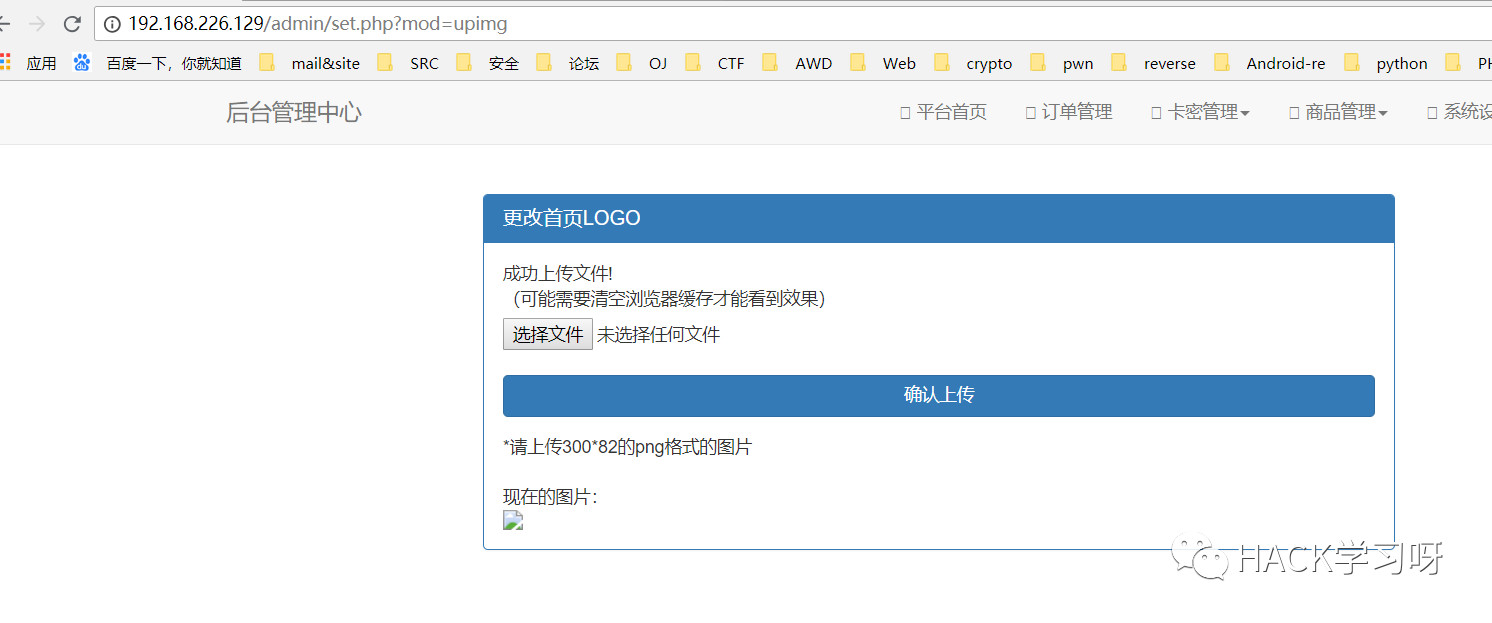 192.168.226.129/admin/set.php?mod=upimg
应用 百度一下，你就知道 mail&site SRC 安全 论坛 OJ CTF AWD Web crypto pwn reverse Android-re python
后台管理中心 平台首页 订单管理 卡密管理 商品管理 系统设
更改首页LOGO
成功上传文件!
（可能需要清空浏览器缓存才能看到效果）
选择文件 未选择任何文件
确认上传
*请上传300*82的png格式的图片
现在的图片：
HACK学习呀